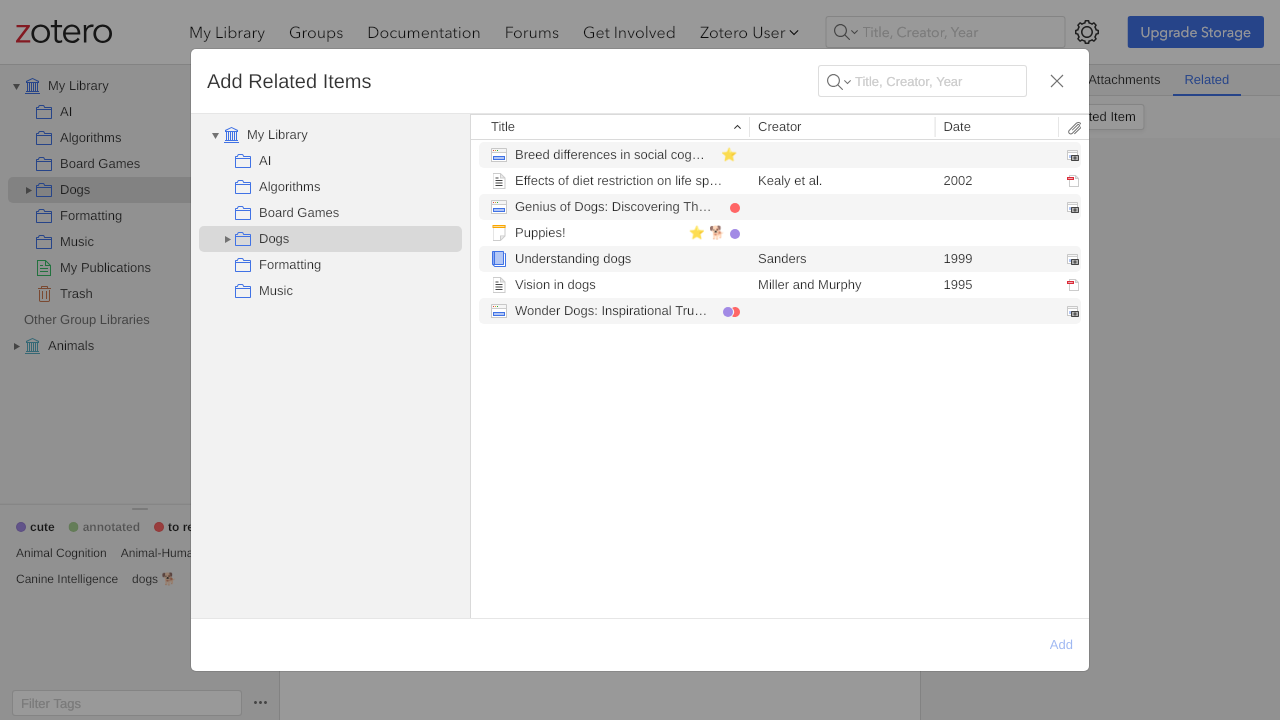 zotero
My Library
Groups
Documentation
Forums
Get Involved
Zotero User
Title, Creator, Year
Upgrade Storage
My Library
AI
Algorithms
Board Games
Dogs
Formatting
Music
My Publications
Trash
Other Group Libraries
Animals
cute
annotated
to re
Animal Cognition
Animal-Huma
Canine Intelligence
dogs
Filter Tags
Attachments
Related
ted Item
Add Related Items
Title, Creator, Year
My Library
AI
Algorithms
Board Games
Dogs
Formatting
Music
Title
Creator
Date
Breed differences in social cog…
Effects of diet restriction on life sp…
Kealy et al.
2002
Genius of Dogs: Discovering Th…
Puppies!
Understanding dogs
Sanders
1999
Vision in dogs
Miller and Murphy
1995
Wonder Dogs: Inspirational Tru…
Add